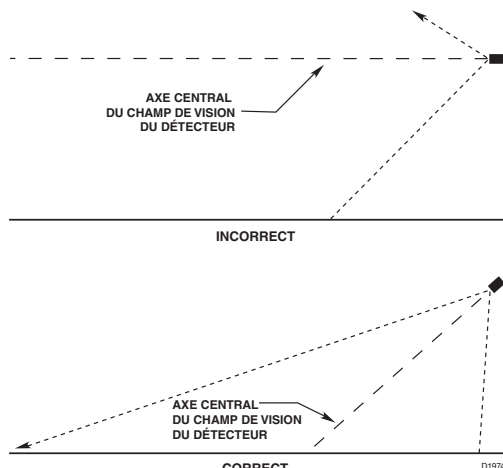 AXE CENTRAL
DU CHAMP DE VISION
DU DÉTECTEUR
INCORRECT
AXE CENTRAL
DU CHAMP DE VISION
DU DÉTECTEUR
CORRECT